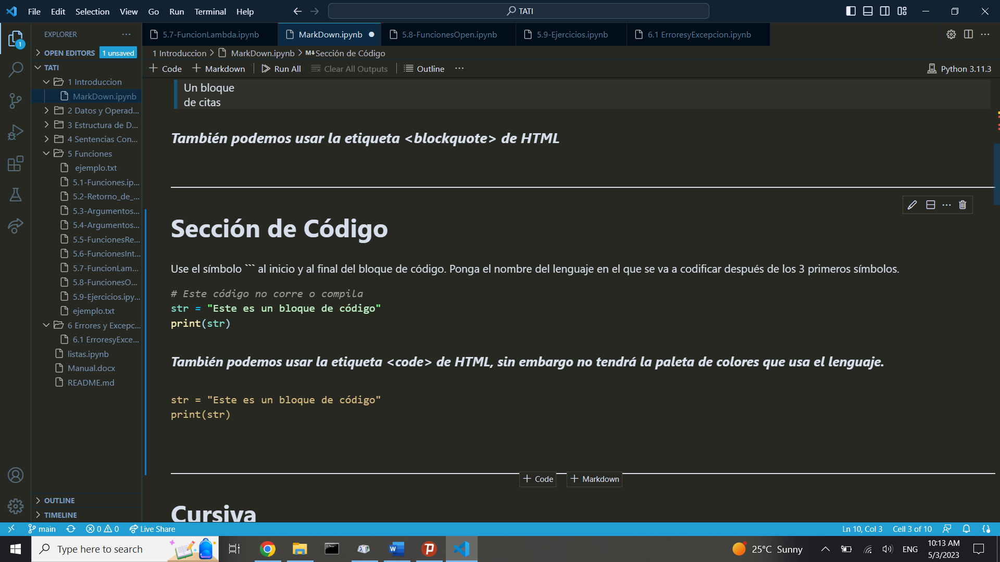 File Edit Selection View Go Run Terminal Help
TATI
EXPLORER
OPEN EDITORS 1 unsaved
TATI
1 Introduccion
MarkDown.ipynb
2 Datos y Operad...
3 Estructura de D...
4 Sentencias Con...
5 Funciones
ejemplo.txt
5.1-Funciones.ip...
5.2-Retorno_de_...
5.3-Argumentos...
5.4-Argumentos...
5.5-FuncionesRe...
5.6-FuncionesInt...
5.7-FuncionLam...
5.8-FuncionesO...
5.9-Ejercicios.ipy...
ejemplo.txt
6 Errores y Excepc...
6.1 ErroresyExce...
listas.ipynb
Manual.docx
README.md
OUTLINE
TIMELINE
5.7-FuncionLambda.ipynb MarkDown.ipynb 5.8-FuncionesOpen.ipynb 5.9-Ejercicios.ipynb 6.1 ErroresyExcepcion.ipynb
1 Introduccion > MarkDown.ipynb > M↓Sección de Código
+ Code + Markdown Run All Clear All Outputs Outline ... Python 3.11.3
Un bloque
de citas
También podemos usar la etiqueta <blockquote> de HTML
Sección de Código
Use el símbolo ``` al inicio y al final del bloque de código. Ponga el nombre del lenguaje en el que se va a codificar después de los 3 primeros símbolos.
# Este código no corre o compila
str = "Este es un bloque de código"
print(str)
También podemos usar la etiqueta <code> de HTML, sin embargo no tendrá la paleta de colores que usa el lenguaje.
str = "Este es un bloque de código"
print(str)
+ Code + Markdown
Cursiva
main 0 0 Live Share Ln 10, Col 3 Cell 3 of 10
Type here to search 25°C Sunny ENG 10:13 AM
5/3/2023